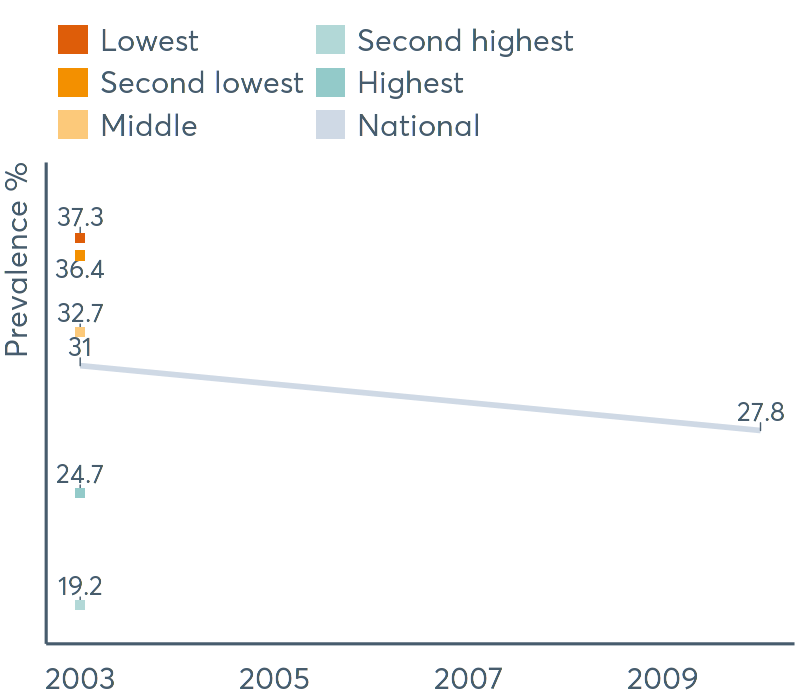 Lowest
Second lowest
Middle
Second highest
Highest
National
Prevalence %
37.3
36.4
32.7
31
27.8
24.7
19.2
2003 2005 2007 2009